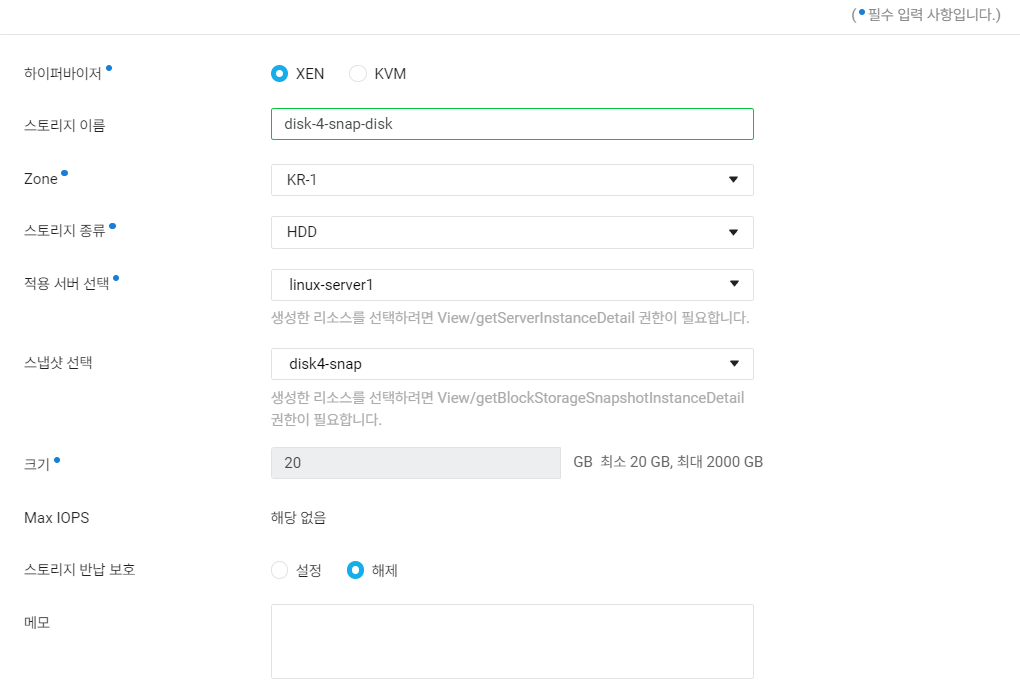 ( • 필수 입력 사항입니다.)
하이퍼바이저 • XEN KVM
스토리지 이름 disk-4-snap-disk
Zone • KR-1
스토리지 종류 • HDD
적용 서버 선택 • linux-server1
생성한 리소스를 선택하려면 View/getServerInstanceDetail 권한이 필요합니다.
스냅샷 선택 disk4-snap
생성한 리소스를 선택하려면 View/getBlockStorageSnapshotInstanceDetail
권한이 필요합니다.
크기 • 20 GB 최소 20 GB, 최대 2000 GB
Max IOPS 해당 없음
스토리지 반납 보호 설정 해제
메모